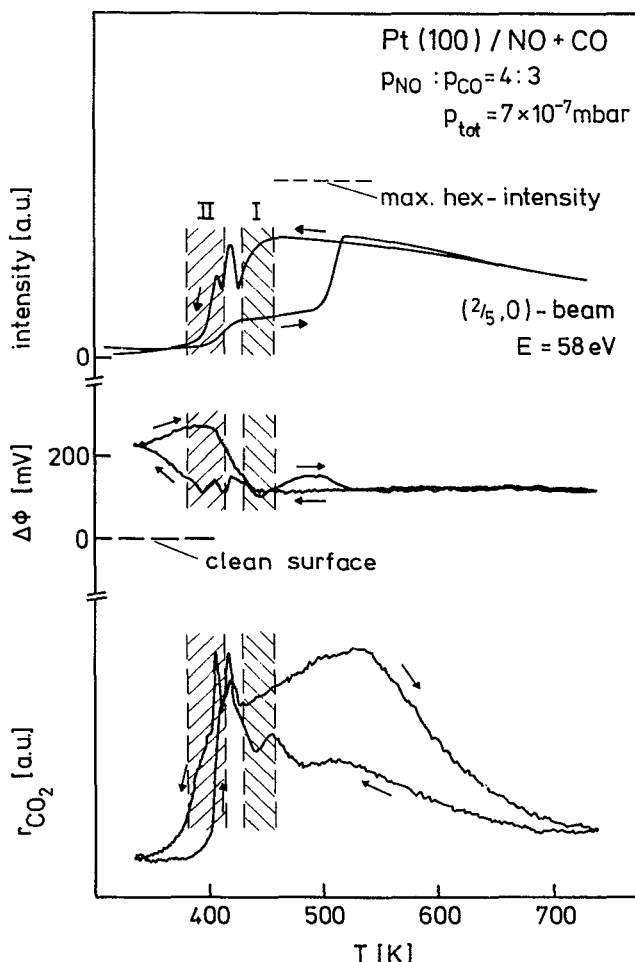 Pt (100) / NO + CO
p_NO : p_CO = 4 : 3
p_tot = 7 × 10⁻⁷ mbar
max. hex-intensity
II I
intensity [a.u.]
(2/5, 0) - beam
E = 58 eV
0
ΔΦ [mV]
200
0
clean surface
r_CO₂ [a.u.]
400 500 600 700
T [K]